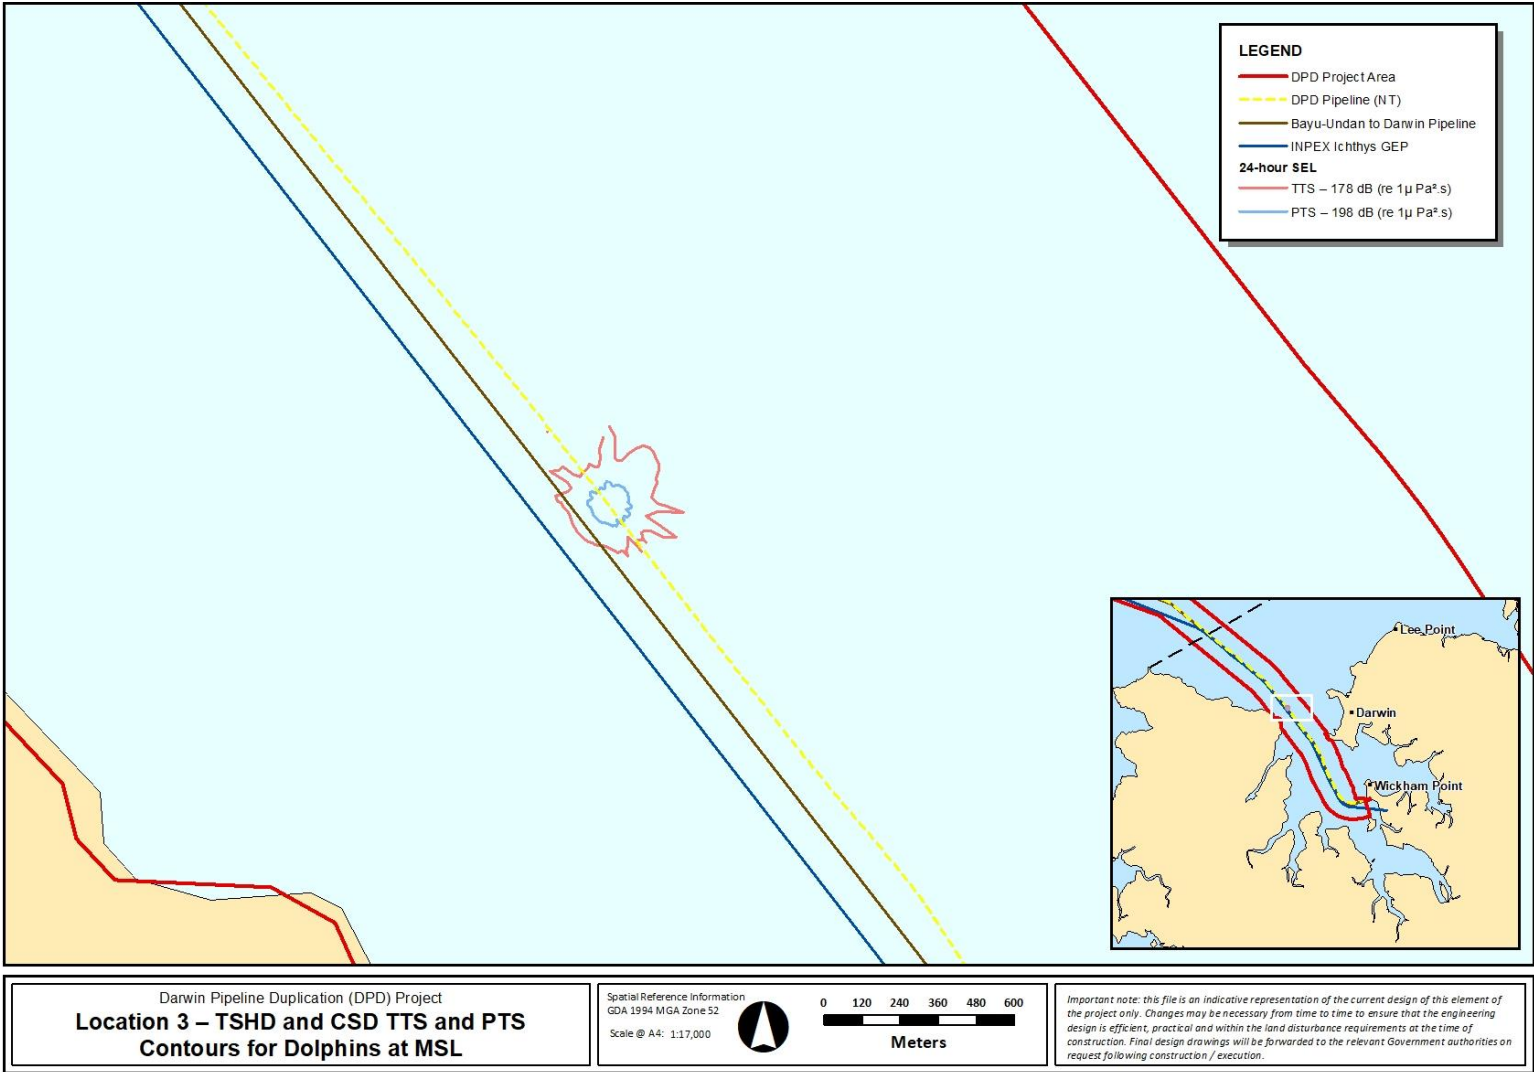 LEGEND
DPD Project Area
DPD Pipeline (NT)
Bayu-Undan to Darwin Pipeline
INPEX Ichthys GEP
24-hour SEL
TTS – 178 dB (re 1µ Pa².s)
PTS – 198 dB (re 1µ Pa².s)
Lee Point
Darwin
Wickham Point
Darwin Pipeline Duplication (DPD) Project
Location 3 – TSHD and CSD TTS and PTS
Contours for Dolphins at MSL
Spatial Reference Information
GDA 1994 MGA Zone 52
Scale @ A4: 1:17,000
0 120 240 360 480 600
Meters
Important note: this file is an indicative representation of the current design of this element of
the project only. Changes may be necessary from time to time to ensure that the engineering
design is efficient, practical and within the land disturbance requirements at the time of
construction. Final design drawings will be forwarded to the relevant Government authorities on
request following construction / execution.